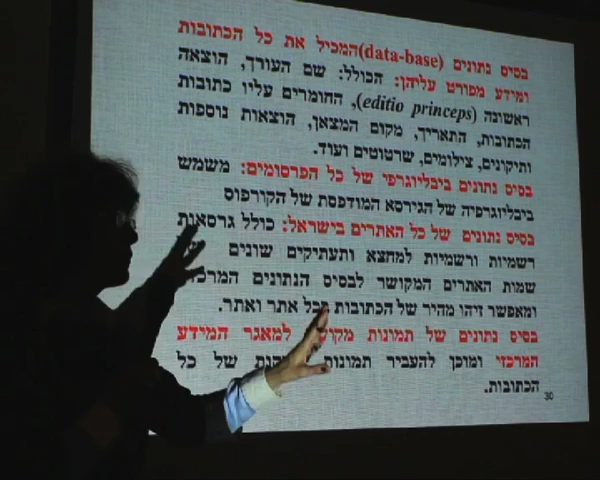 בסיס נתונים (data-base) המכיל את כל הכתובות
ומידע מפורט עליהן: הכולל: שם העורך, הוצאה
ראשונה (editio princeps), החומרים עליו כתובות
הכתובות, התאריך, מקום המצאן, הוצאות נוספות
ותיקונים, צילומים, שרטוטים ועוד.
בסיס נתונים ביבליוגרפי של כל הפרסומים: משמש
ביבליוגרפיה של הגירסא המודפסת של הקורפוס
בסיס נתונים של כל האתרים בישראל: כולל גרסאות
רשמיות ורשמיות למחצא ותעתיקים שונים
שמות האתרים המקושר לבסיס הנתונים
ומאפשר זיהו מהיר של הכתובות בכל אתר ואתר.
בסיס נתונים של תמונות למאגר המידע
המרכזי ומוכן להעביר תמונות של כל
הכתובות.
30